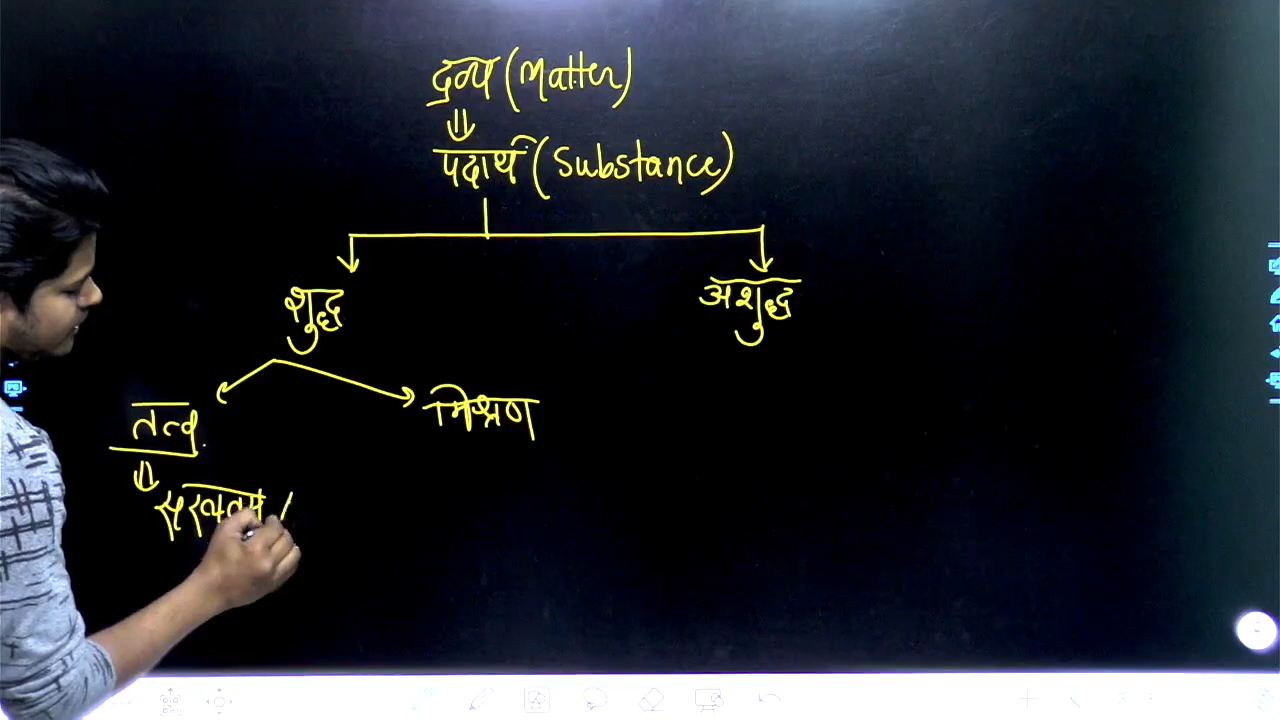 द्रव्य (Matter)
पदार्थ (Substance)
शुद्ध
अशुद्ध
तत्व
मिश्रण